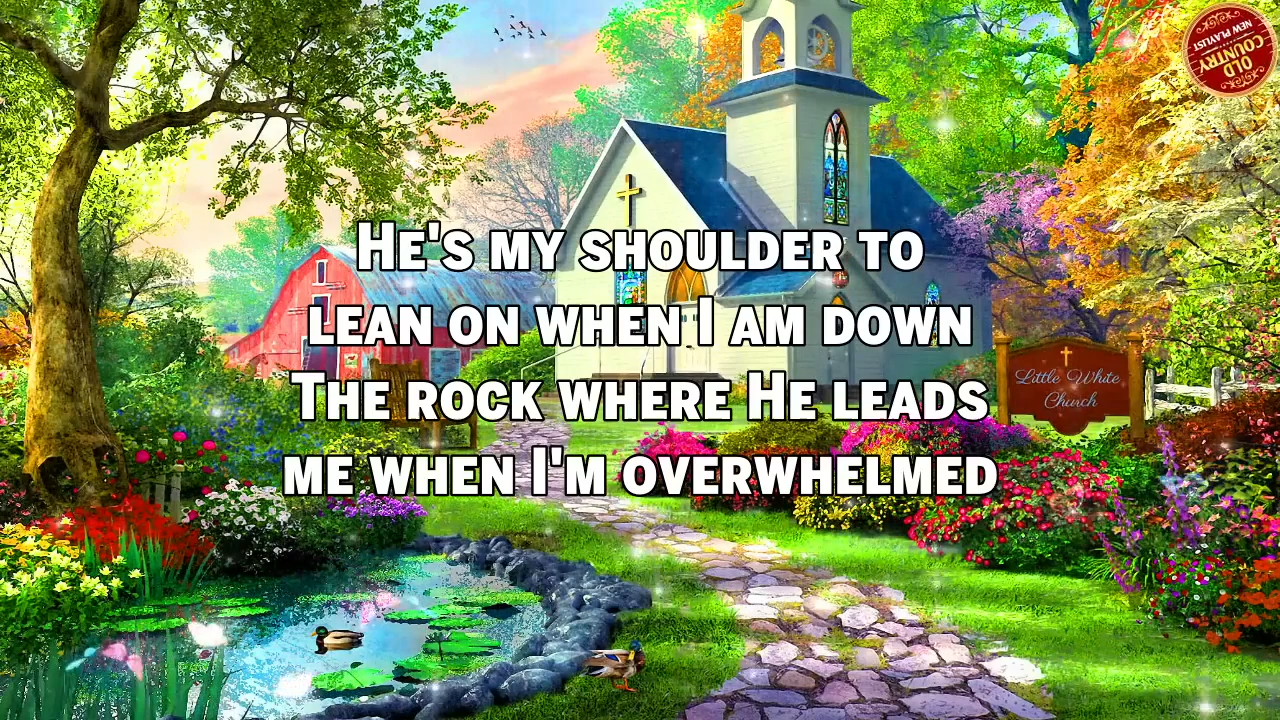 OLD
COUNTRY
NEW PLAYLIST
He's my shoulder to
lean on when I am down
The rock where He leads
me when I'm overwhelmed
Little White
Church